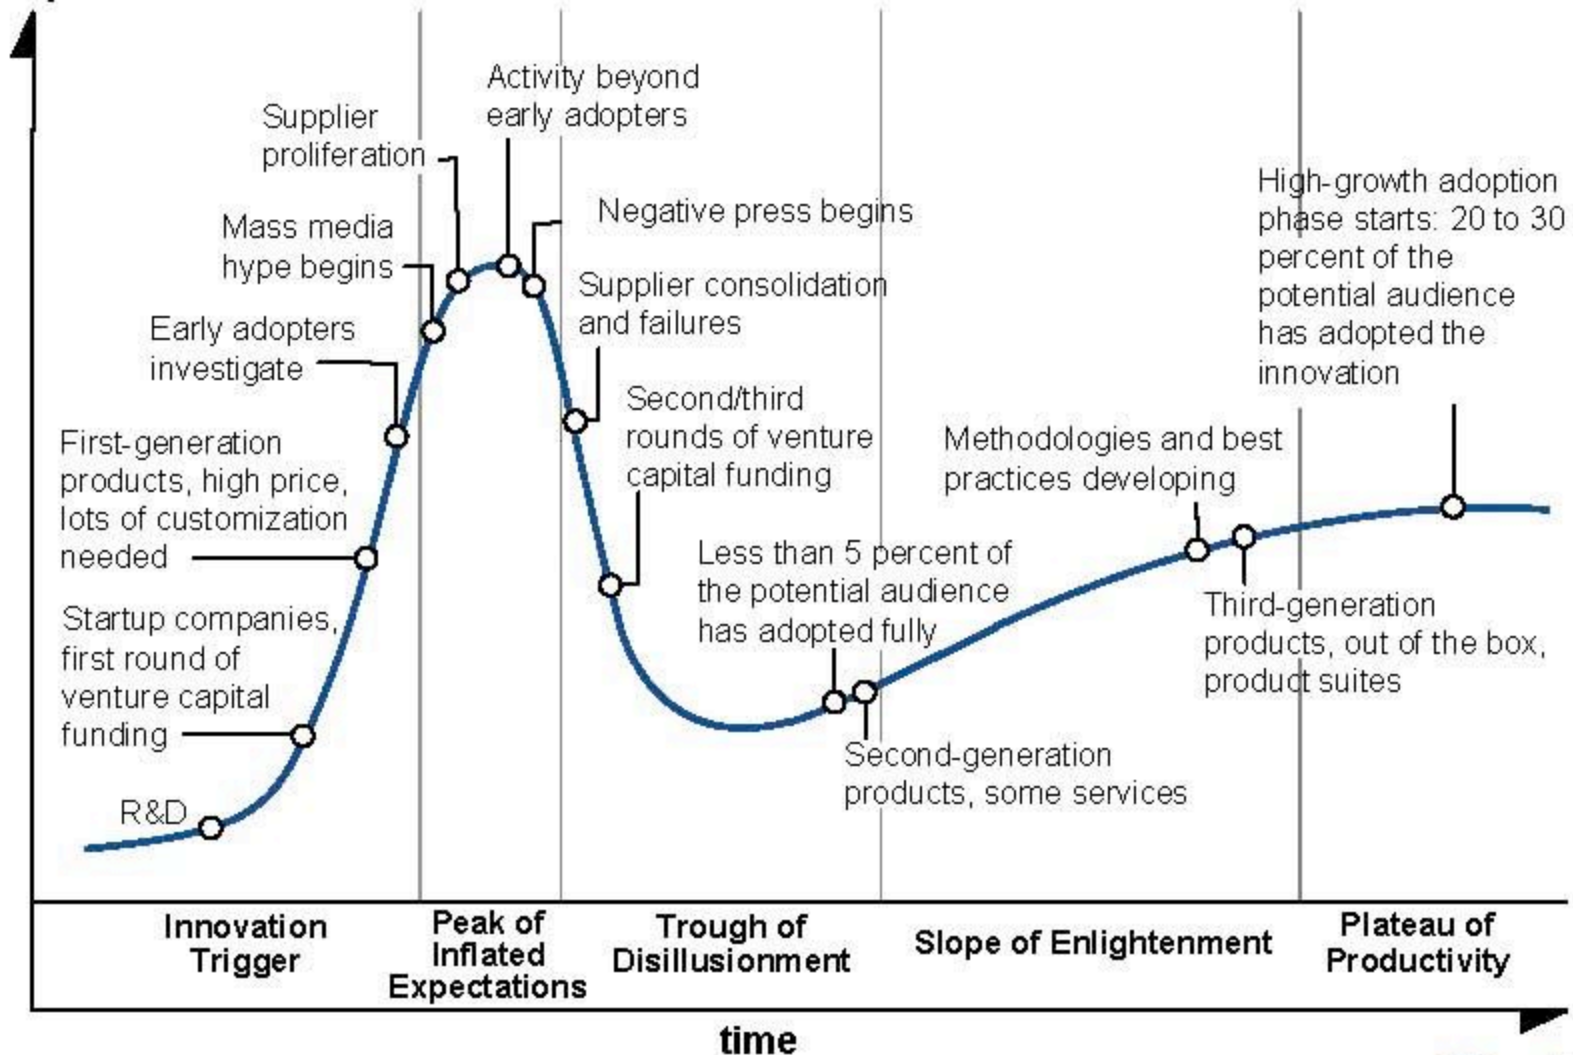 Activity beyond
early adopters
Supplier
proliferation
High-growth adoption
phase starts: 20 to 30
percent of the
potential audience
has adopted the
innovation
Negative press begins
Mass media
hype begins
Supplier consolidation
and failures
Early adopters
investigate
Second/third
rounds of venture
capital funding
First-generation
products, high price,
lots of customization
needed
Methodologies and best
practices developing
Less than 5 percent of
the potential audience
has adopted fully
Third-generation
products, out of the box,
product suites
Startup companies,
first round of
venture capital
funding
Second-generation
products, some services
R&D
Innovation
Trigger
Peak of
Inflated
Expectations
Trough of
Disillusionment
Slope of Enlightenment
Plateau of
Productivity
time